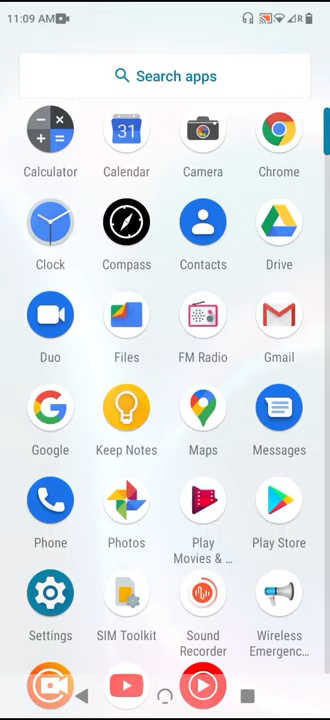 11:09 AM
R
Search apps
31
Calculator
Calendar
Camera
Chrome
Clock
Compass
Contacts
Drive
Duo
Files
FM Radio
Gmail
Google
Keep Notes
Maps
Messages
Phone
Photos
Play
Movies & …
Play Store
Settings
SIM Toolkit
Sound
Recorder
Wireless
Emergenc…